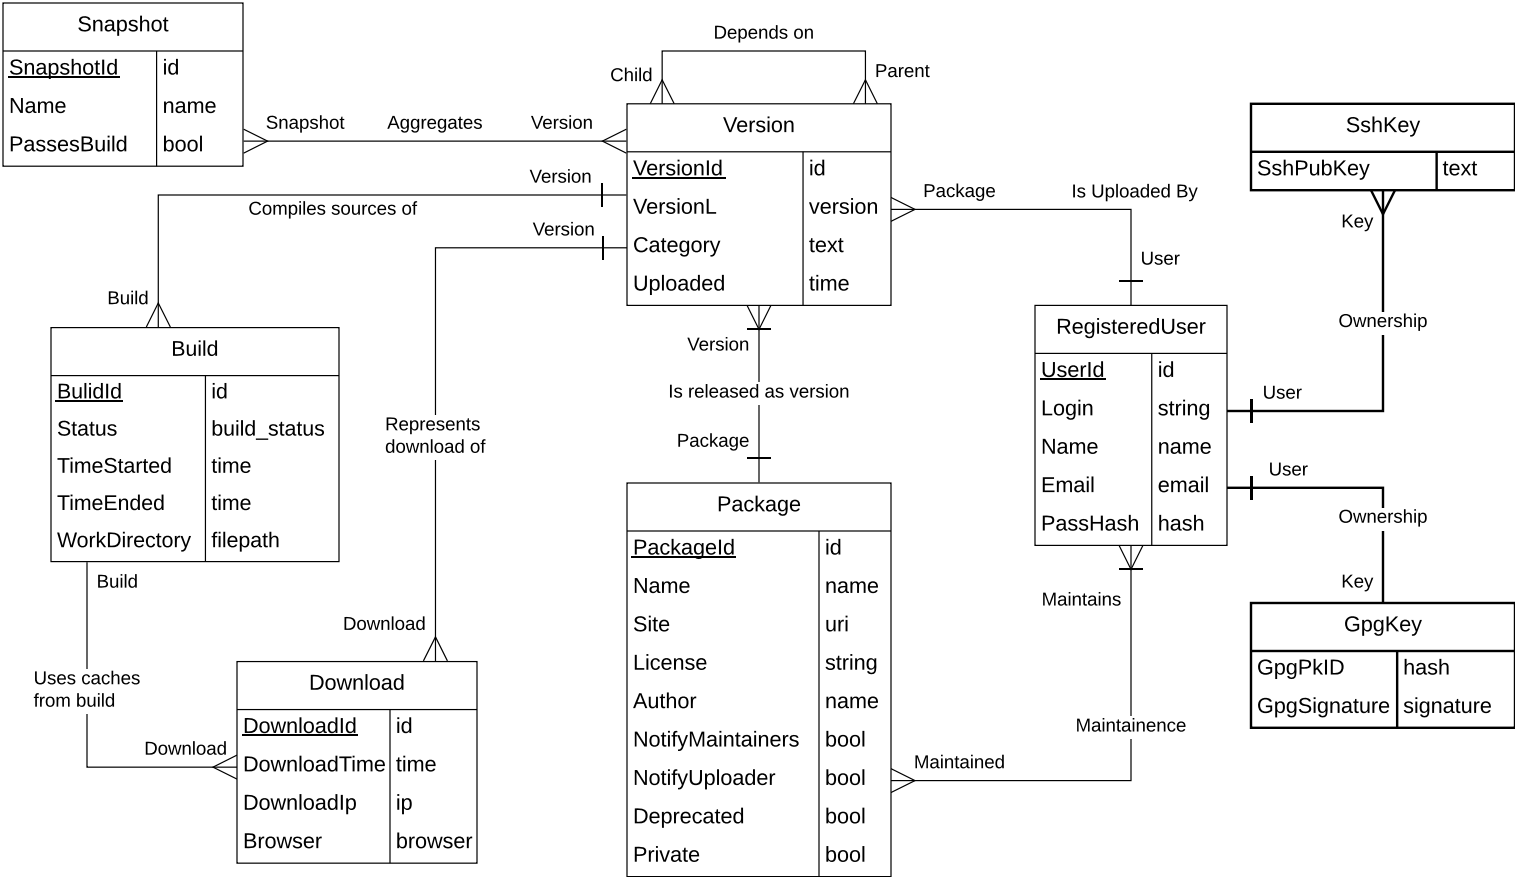 Snapshot
SnapshotId id
Name name
PassesBuild bool
Snapshot Aggregates Version
Depends on
Child Parent
Version
VersionId id
VersionL version
Category text
Uploaded time
Version
Compiles sources of
Version
Build
Package Is Uploaded By
User
SshKey
SshPubKey text
Key
Ownership
User
RegisteredUser
UserId id
Login string
Name name
Email email
PassHash hash
User
Ownership
Key
GpgKey
GpgPkID hash
GpgSignature signature
Build
BulidId id
Status build_status
TimeStarted time
TimeEnded time
WorkDirectory filepath
Build
Represents
download of
Version
Is released as version
Package
Package
PackageId id
Name name
Site uri
License string
Author name
NotifyMaintainers bool
NotifyUploader bool
Deprecated bool
Private bool
Maintains
Maintainence
Maintained
Uses caches
from build
Download
Download
Download
DownloadId id
DownloadTime time
DownloadIp ip
Browser browser